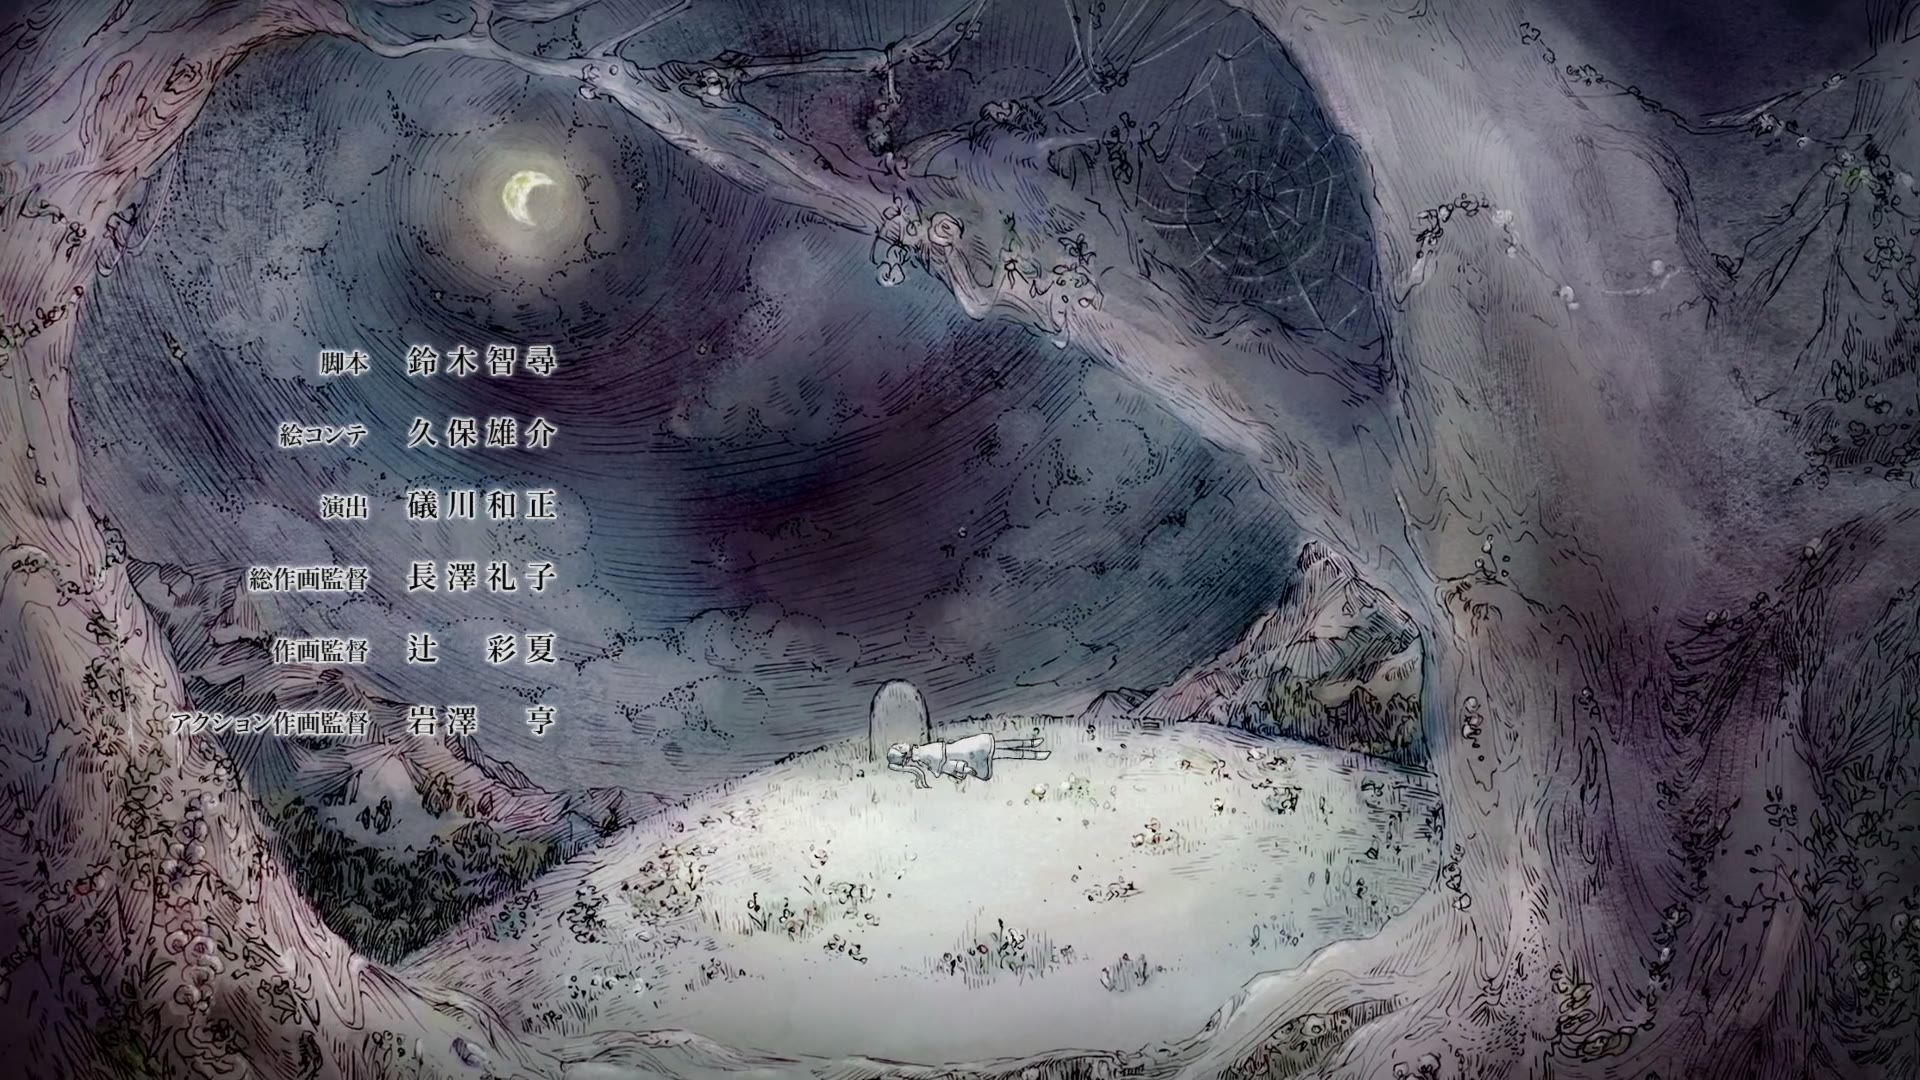 脚本 鈴木智尋
絵コンテ 久保雄介
演出 礒川和正
総作画監督 長澤礼子
作画監督 辻 彩夏
アクション作画監督 岩澤 亨